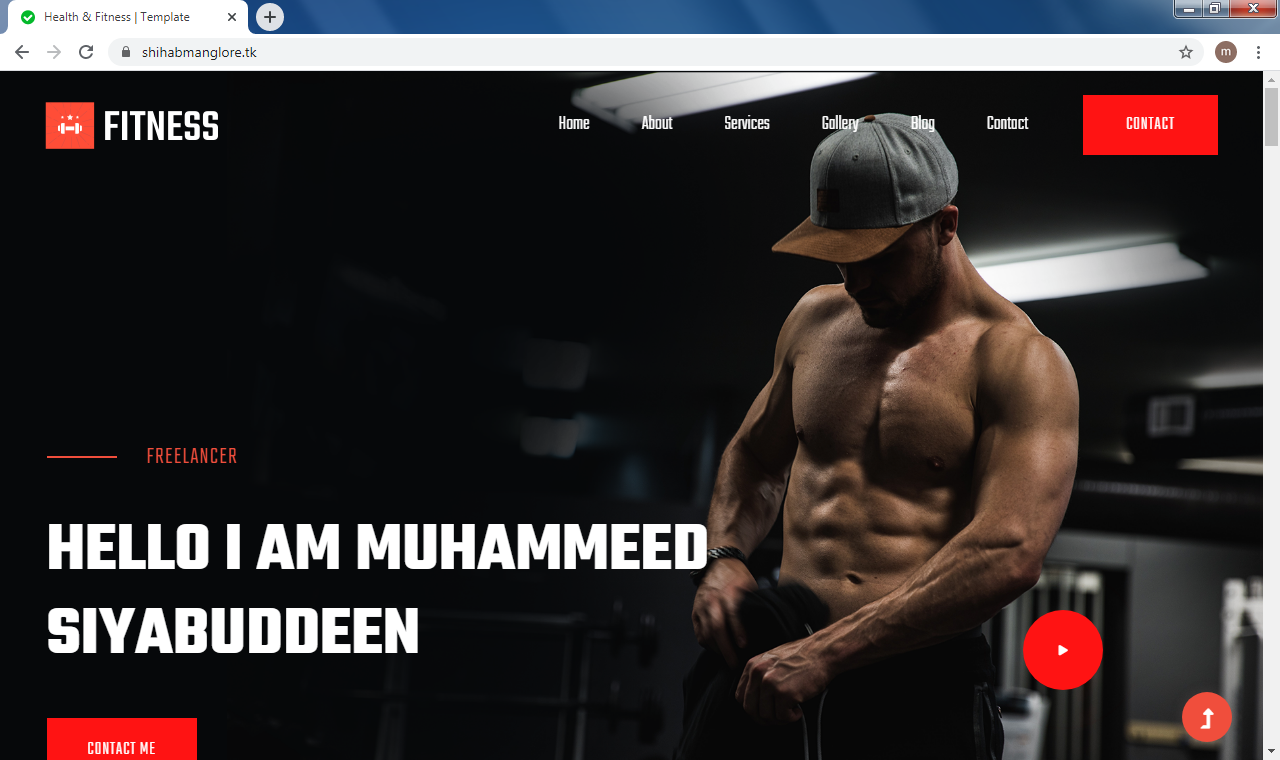 Health & Fitness | Template
shihabmanglore.tk
m
FITNESS
Home
About
Services
Gallery
Blog
Contact
CONTACT
FREELANCER
HELLO I AM MUHAMMEED
SIYABUDDEEN
CONTACT ME